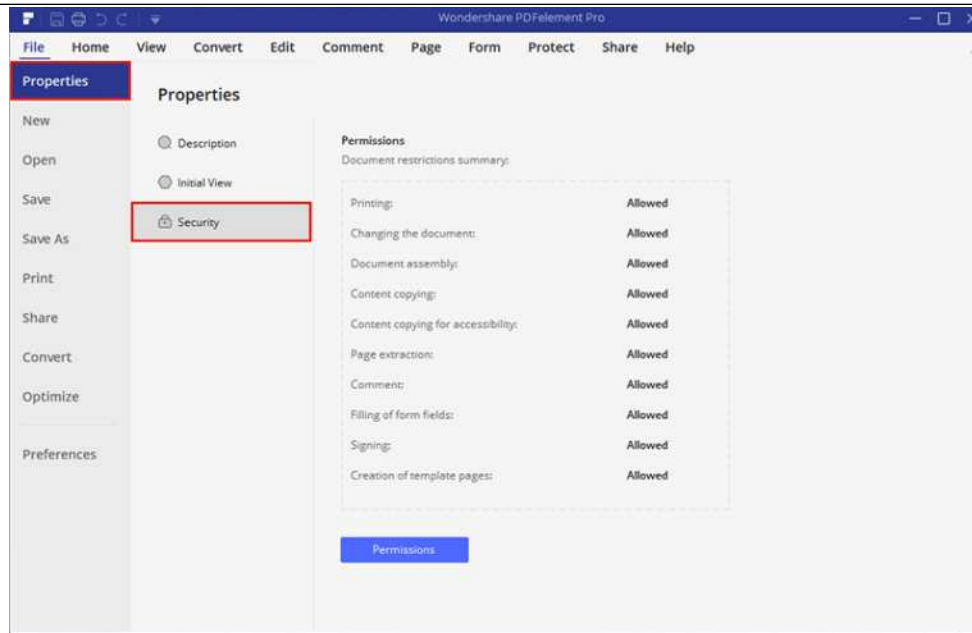 Wondershare PDFelement Pro
File Home View Convert Edit Comment Page Form Protect Share Help
Properties
New
Open
Save
Save As
Print
Share
Convert
Optimize
Preferences
Properties
Description
Initial View
Security
Permissions
Document restrictions summary:
Printing: Allowed
Changing the document: Allowed
Document assembly: Allowed
Content copying: Allowed
Content copying for accessibility: Allowed
Page extraction: Allowed
Comment: Allowed
Filling of form fields: Allowed
Signing: Allowed
Creation of template pages: Allowed
Permissions